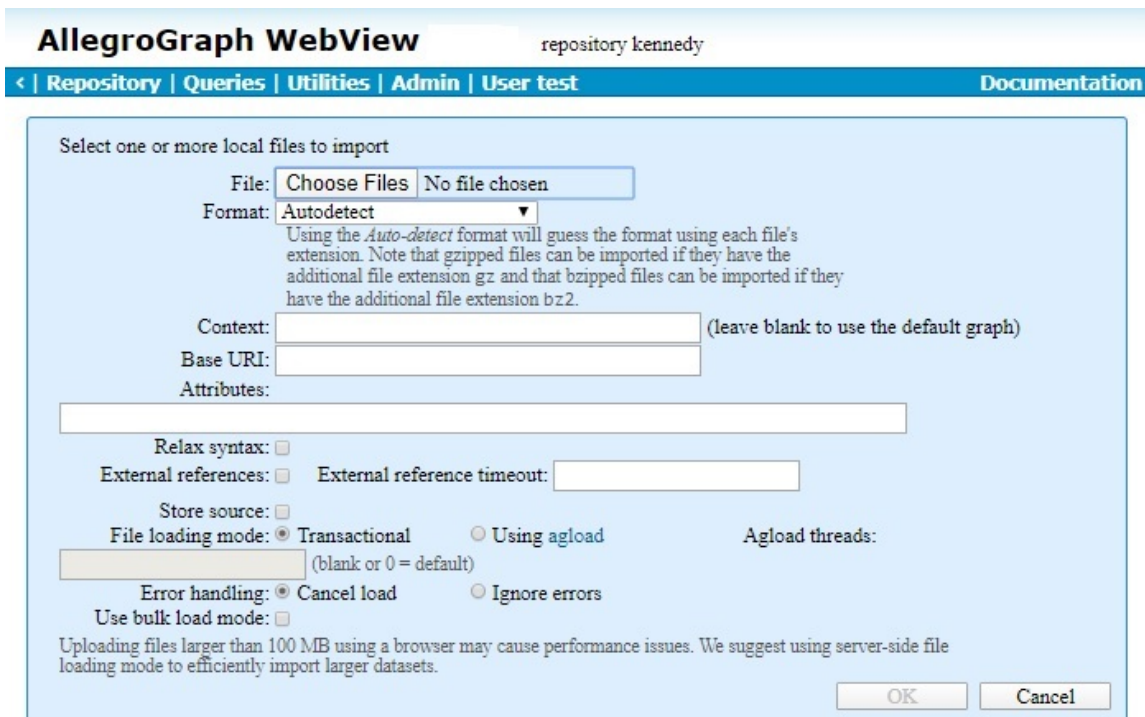 AllegroGraph WebView repository kennedy
< | Repository | Queries | Utilities | Admin | User test Documentation
Select one or more local files to import
File: Choose Files No file chosen
Format: Autodetect
Using the Auto-detect format will guess the format using each file's
extension. Note that gzipped files can be imported if they have the
additional file extension gz and that bzipped files can be imported if they
have the additional file extension bz2.
Context: (leave blank to use the default graph)
Base URI:
Attributes:
Relax syntax:
External references: External reference timeout:
Store source:
File loading mode: Transactional Using agload Agload threads:
(blank or 0 = default)
Error handling: Cancel load Ignore errors
Use bulk load mode:
Uploading files larger than 100 MB using a browser may cause performance issues. We suggest using server-side file
loading mode to efficiently import larger datasets.
OK Cancel